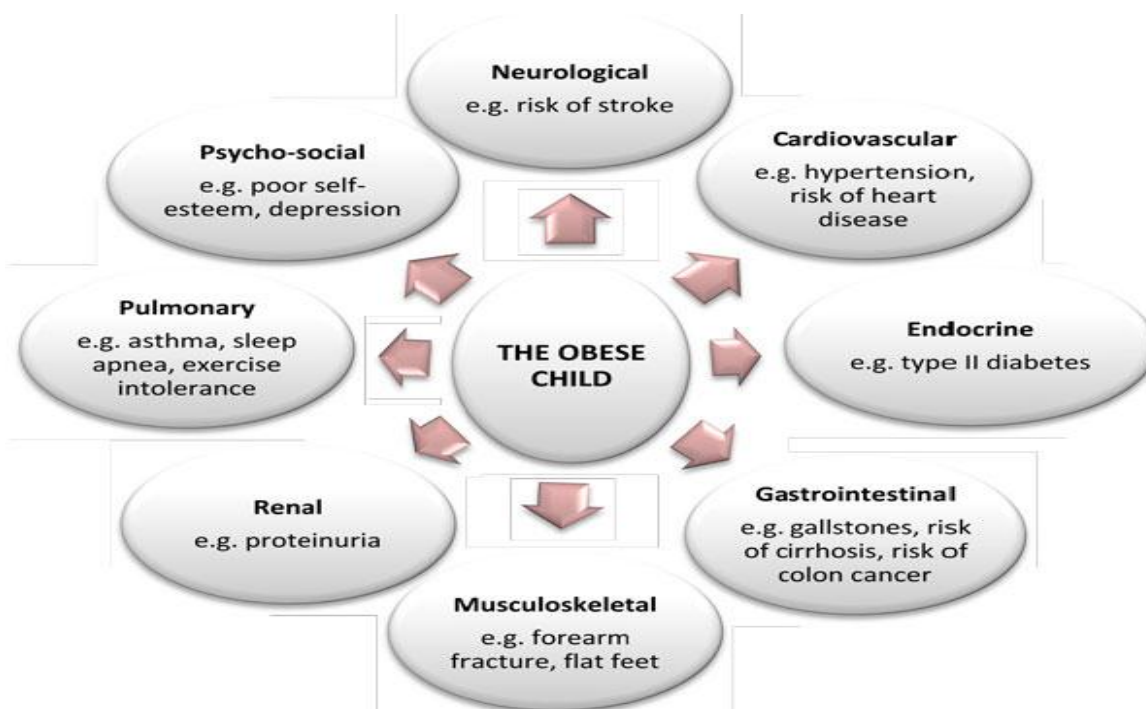 Neurological
e.g. risk of stroke
Cardiovascular
e.g. hypertension,
risk of heart
disease
Endocrine
e.g. type II diabetes
Gastrointestinal
e.g. gallstones, risk
of cirrhosis, risk of
colon cancer
Musculoskeletal
e.g. forearm
fracture, flat feet
Renal
e.g. proteinuria
Pulmonary
e.g. asthma, sleep
apnea, exercise
intolerance
Psycho-social
e.g. poor self-
esteem, depression
THE OBESE
CHILD